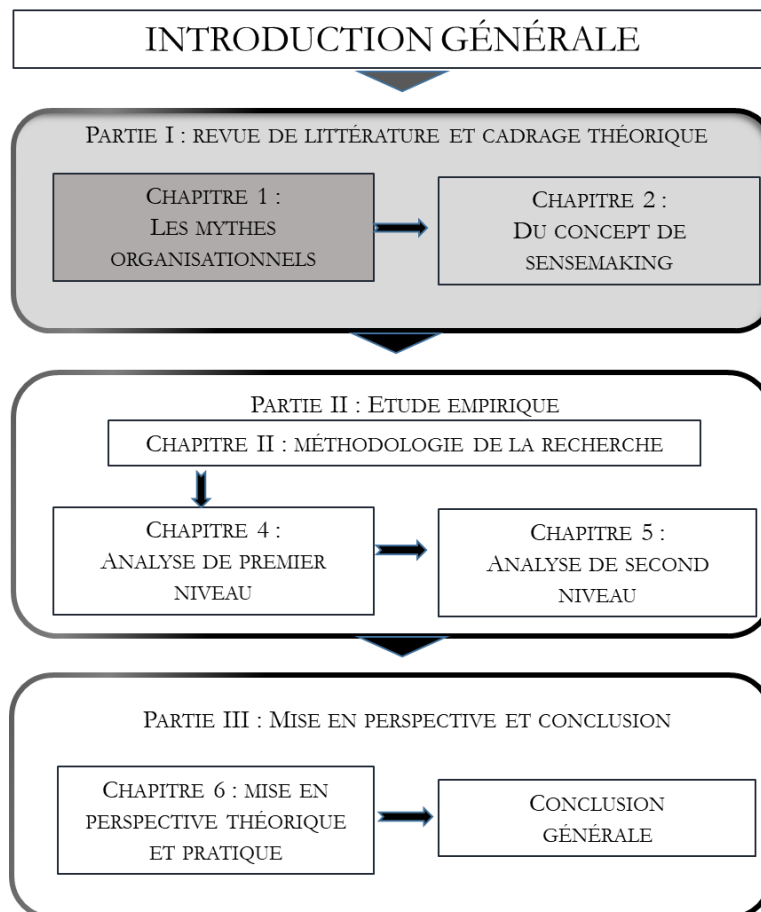 INTRODUCTION GÉNÉRALE
PARTIE I : REVUE DE LITTÉRATURE ET CADRAGE THÉORIQUE
CHAPITRE 1 :
LES MYTHES
ORGANISATIONNELS
CHAPITRE 2 :
DU CONCEPT DE
SENSEMAKING
PARTIE II : ETUDE EMPIRIQUE
CHAPITRE II : MÉTHODOLOGIE DE LA RECHERCHE
CHAPITRE 4 :
ANALYSE DE PREMIER
NIVEAU
CHAPITRE 5 :
ANALYSE DE SECOND
NIVEAU
PARTIE III : MISE EN PERSPECTIVE ET CONCLUSION
CHAPITRE 6 : MISE EN
PERSPECTIVE THÉORIQUE
ET PRATIQUE
CONCLUSION
GÉNÉRALE